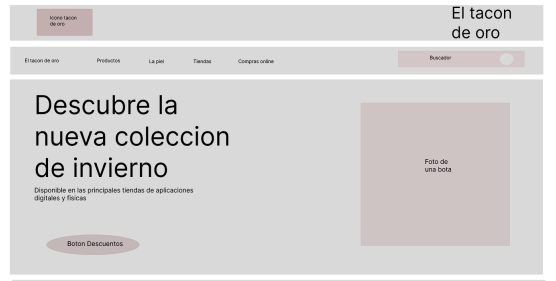 Icono tacon
de oro
El tacon
de oro
El tacon de oro
Productos
La piel
Tiendas
Compras online
Buscador
Descubre la
nueva coleccion
de invierno
Disponible en las principales tiendas de aplicaciones
digitales y fisicas
Foto de
una bota
Boton Descuentos